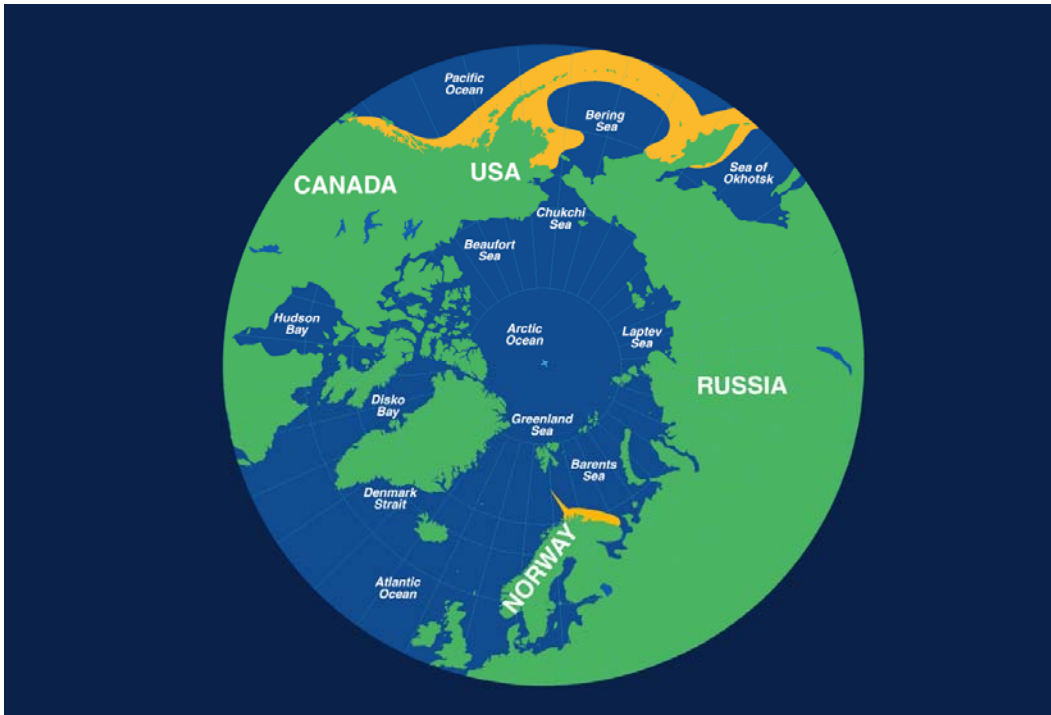 Pacific
Ocean
Bering
Sea
Sea of
Okhotsk
USA
CANADA
Chukchi
Sea
Beaufort
Sea
Hudson
Bay
Arctic
Ocean
Laptev
Sea
RUSSIA
Disko
Bay
Greenland
Sea
Barents
Sea
Denmark
Strait
NORWAY
Atlantic
Ocean